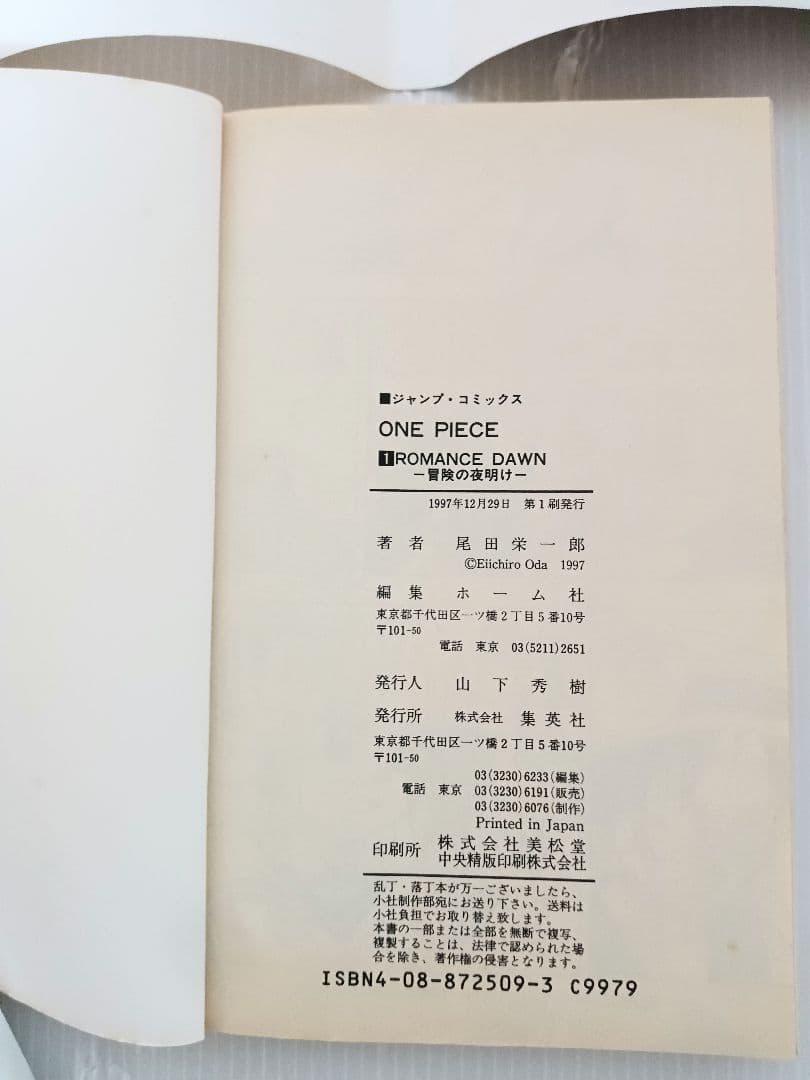 ■ジャンプ・コミックス
ONE PIECE
1 ROMANCE DAWN
ー冒険の夜明けー
1997年12月29日 第1刷発行
著者 尾田栄一郎
©Eiichiro Oda 1997
編集 ホーム社
東京都千代田区一ツ橋2丁目5番10号
〒101-50
電話 東京 03(5211)2651
発行人 山下秀樹
発行所 株式会社 集英社
東京都千代田区一ツ橋2丁目5番10号
〒101-50
03(3230)6233(編集)
電話 東京 03(3230)6191(販売)
03(3230)6076(制作)
Printed in Japan
印刷所 株式会社美松堂
中央精版印刷株式会社
乱丁・落丁本が万一ございましたら、
小社制作部宛にお送り下さい。送料は
小社負担でお取り替え致します。
本書の一部または全部を無断で複写、
複製することは、法律で認められた場
合を除き、著作権の侵害となります。
ISBN4-08-872509-3 C9979